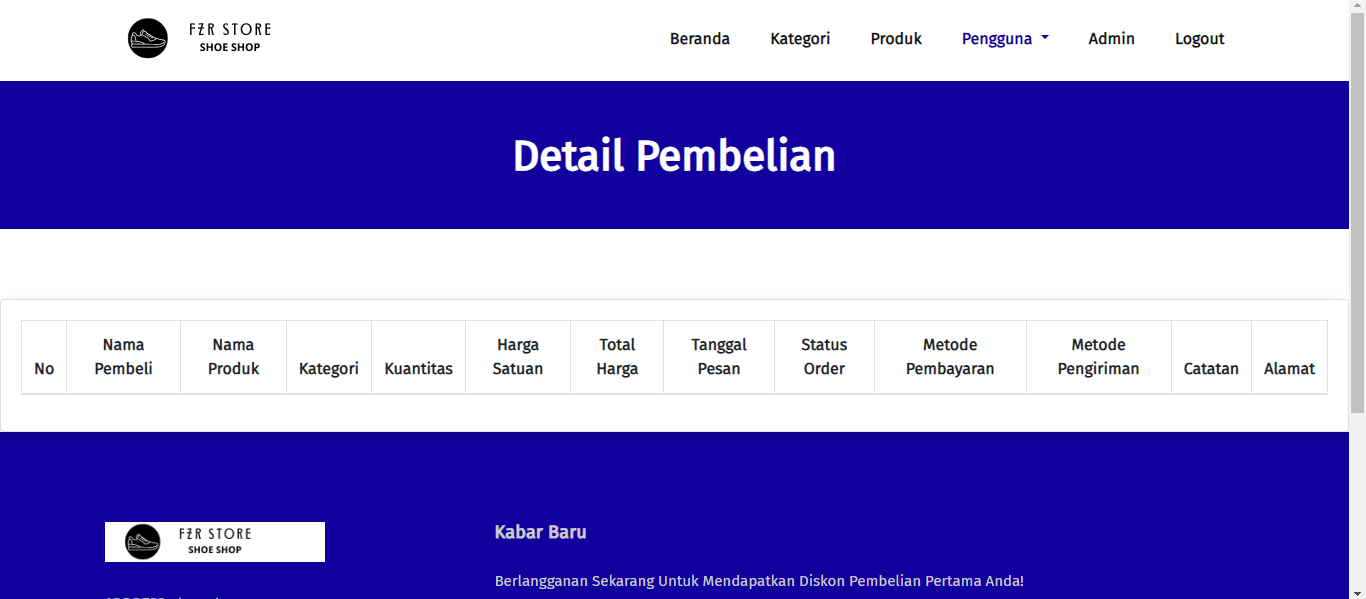 FZR STORE
SHOE SHOP
Beranda Kategori Produk Pengguna Admin Logout
Detail Pembelian
No Nama Pembeli Nama Produk Kategori Kuantitas Harga Satuan Total Harga Tanggal Pesan Status Order Metode Pembayaran Metode Pengiriman Catatan Alamat
FZR STORE
SHOE SHOP
Kabar Baru
Berlangganan Sekarang Untuk Mendapatkan Diskon Pembelian Pertama Anda!